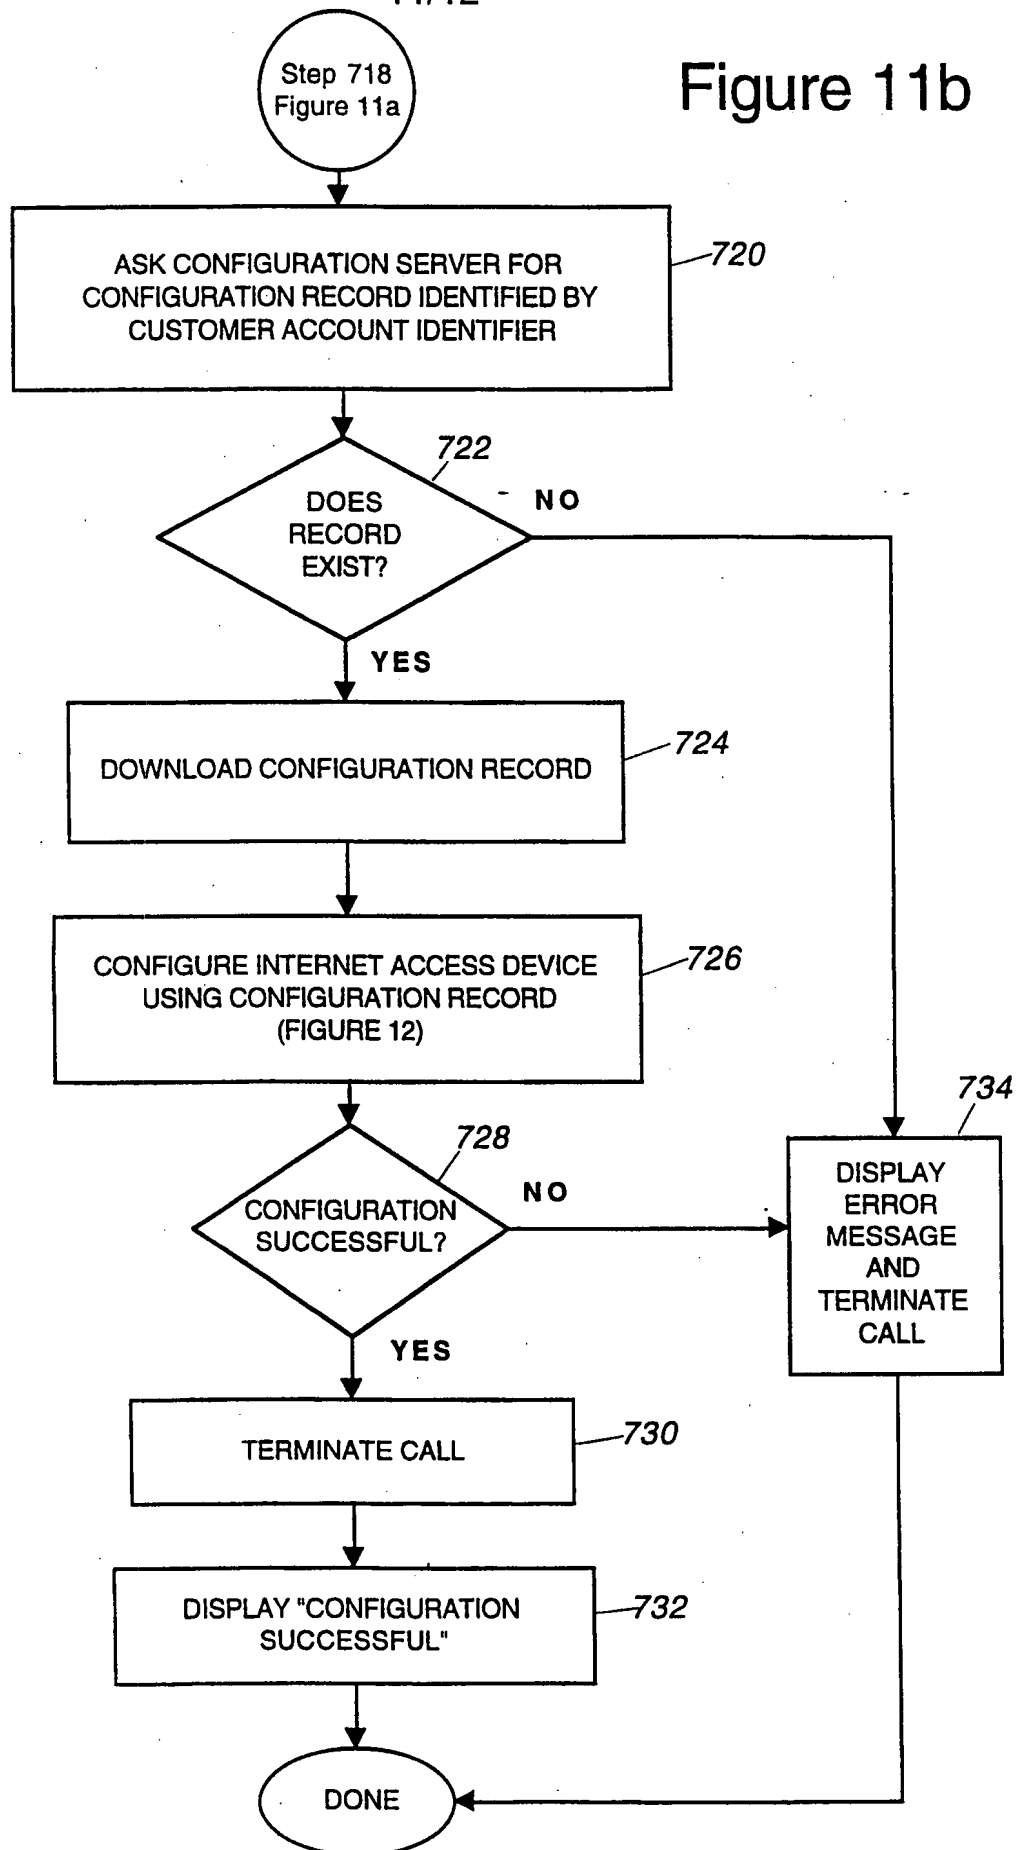 Step 718
Figure 11a
Figure 11b
ASK CONFIGURATION SERVER FOR
CONFIGURATION RECORD IDENTIFIED BY
CUSTOMER ACCOUNT IDENTIFIER
720
722
DOES
RECORD
EXIST?
NO
YES
DOWNLOAD CONFIGURATION RECORD
724
CONFIGURE INTERNET ACCESS DEVICE
USING CONFIGURATION RECORD
(FIGURE 12)
726
728
CONFIGURATION
SUCCESSFUL?
NO
YES
734
DISPLAY
ERROR
MESSAGE
AND
TERMINATE
CALL
TERMINATE CALL
730
DISPLAY "CONFIGURATION
SUCCESSFUL"
732
DONE